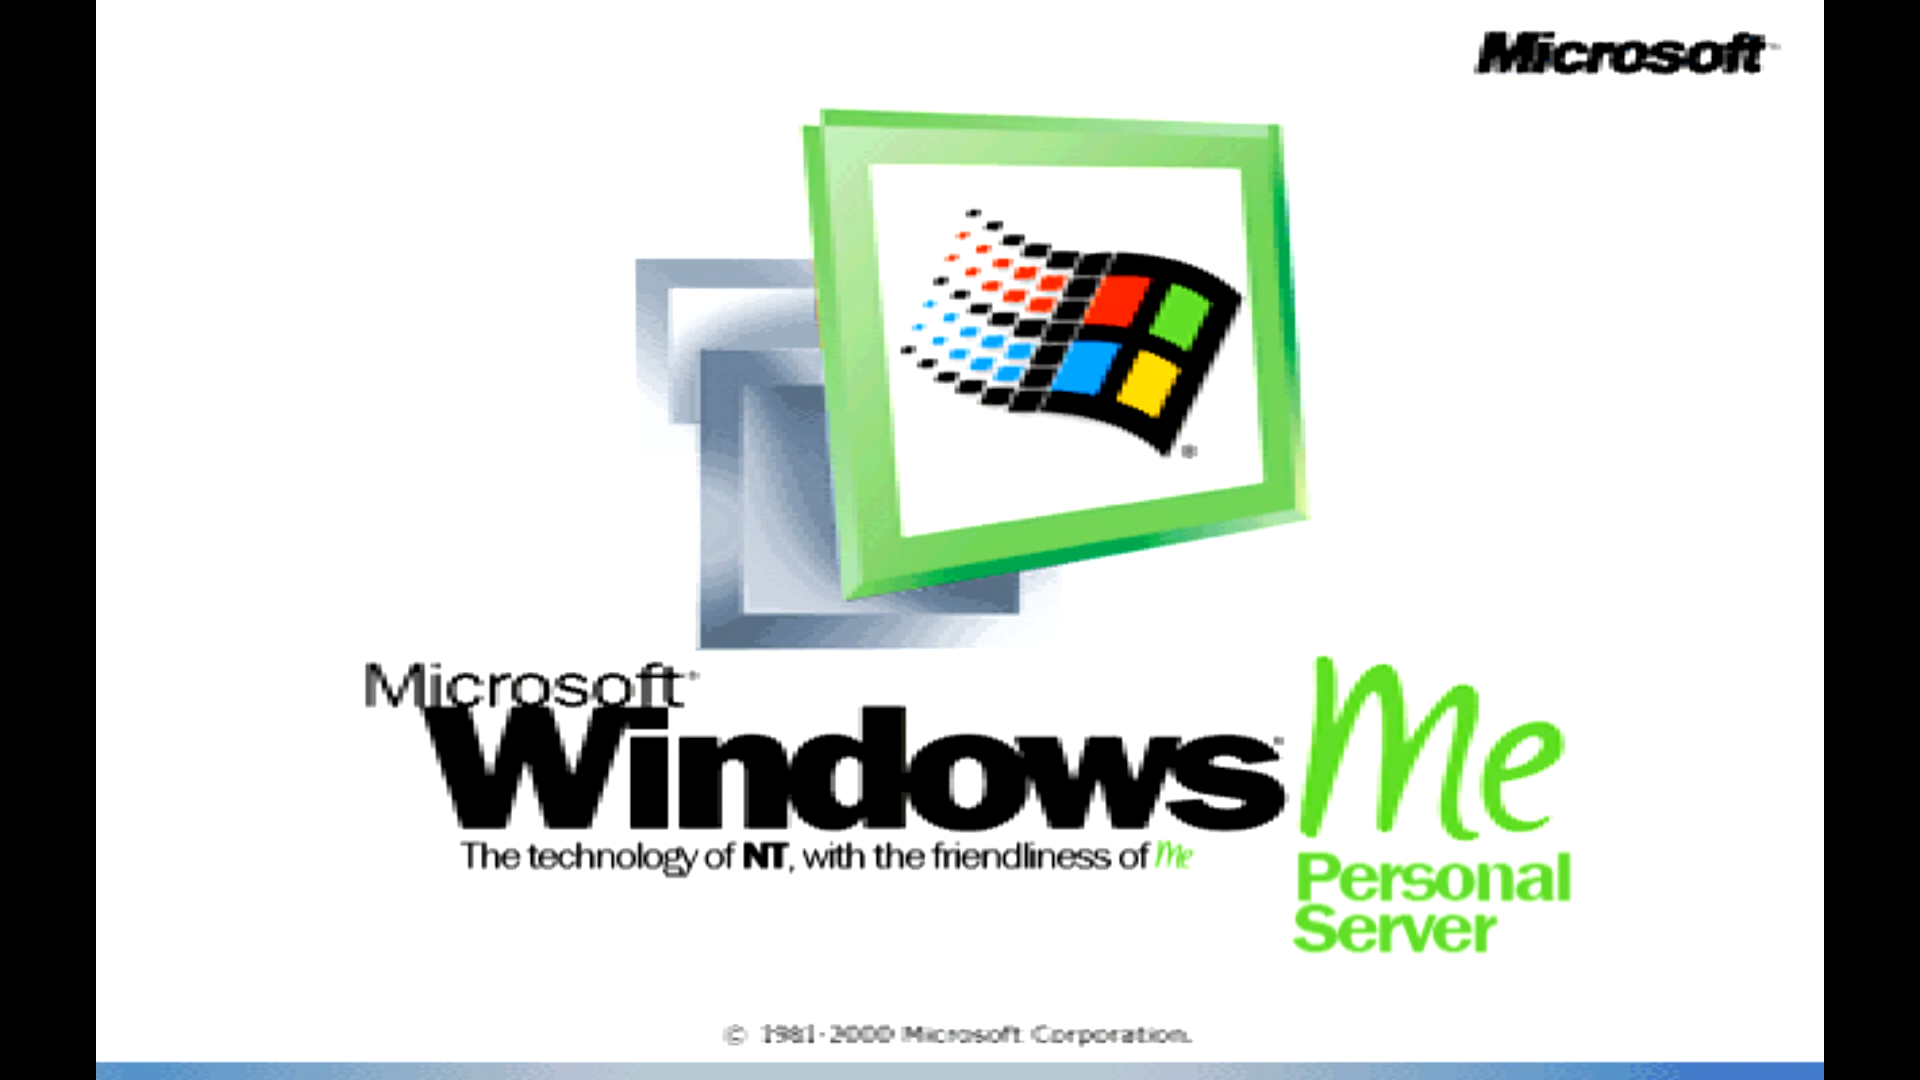 Microsoft
Microsoft
Windows Me
The technology of NT, with the friendliness of Me
Personal
Server
© 1981-2000 Microsoft Corporation.